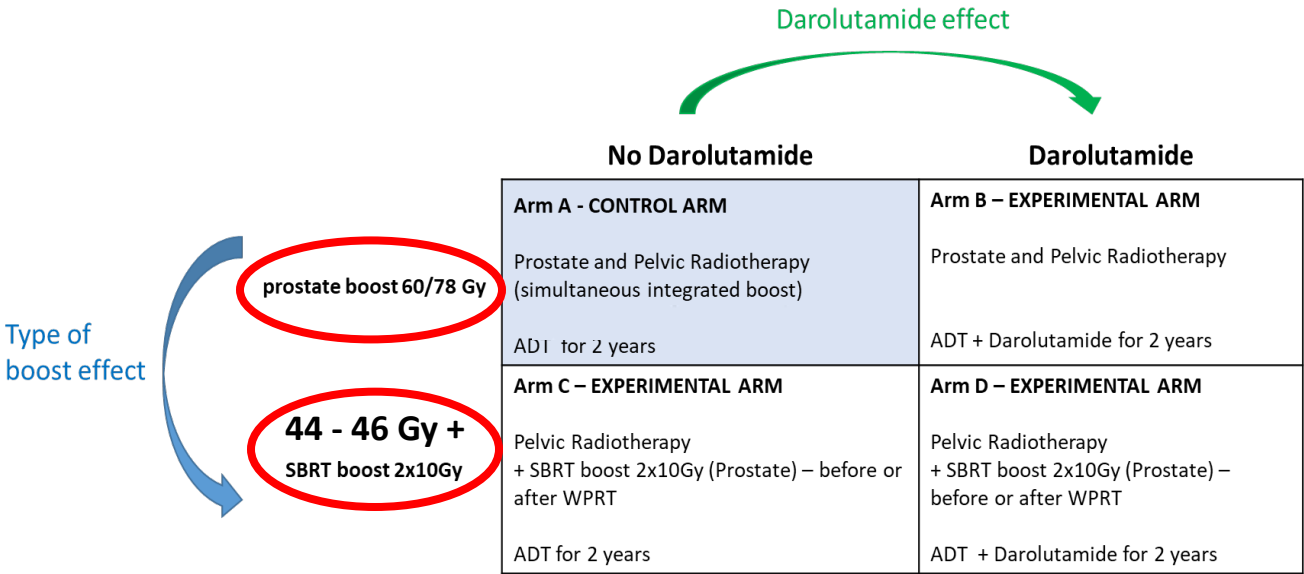 Darolutamide effect
No Darolutamide
Darolutamide
Type of
boost effect
prostate boost 60/78 Gy
Arm A - CONTROL ARM
Prostate and Pelvic Radiotherapy
(simultaneous integrated boost)
ADT for 2 years
Arm B – EXPERIMENTAL ARM
Prostate and Pelvic Radiotherapy
ADT + Darolutamide for 2 years
44 - 46 Gy +
SBRT boost 2x10Gy
Arm C – EXPERIMENTAL ARM
Pelvic Radiotherapy
+ SBRT boost 2x10Gy (Prostate) – before or
after WPRT
ADT for 2 years
Arm D – EXPERIMENTAL ARM
Pelvic Radiotherapy
+ SBRT boost 2x10Gy (Prostate) –
before or after WPRT
ADT + Darolutamide for 2 years